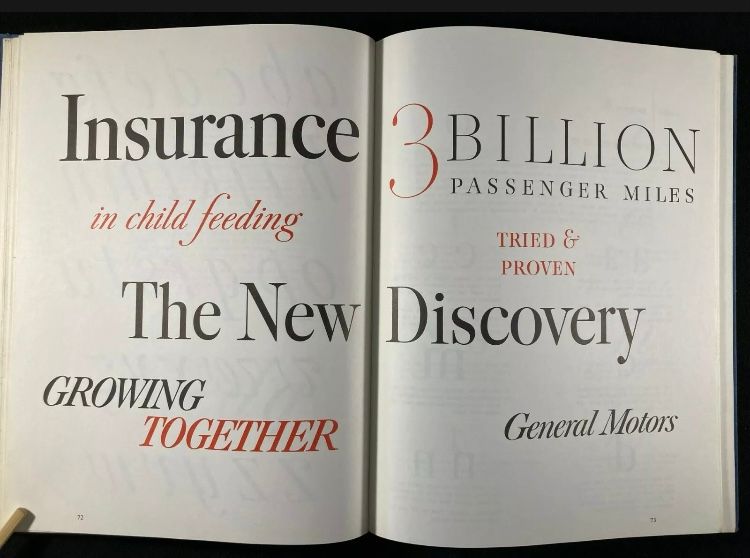 Insurance
in child feeding
The New
GROWING
TOGETHER
72
3 BILLION
PASSENGER MILES
TRIED &
PROVEN
Discovery
General Motors
73